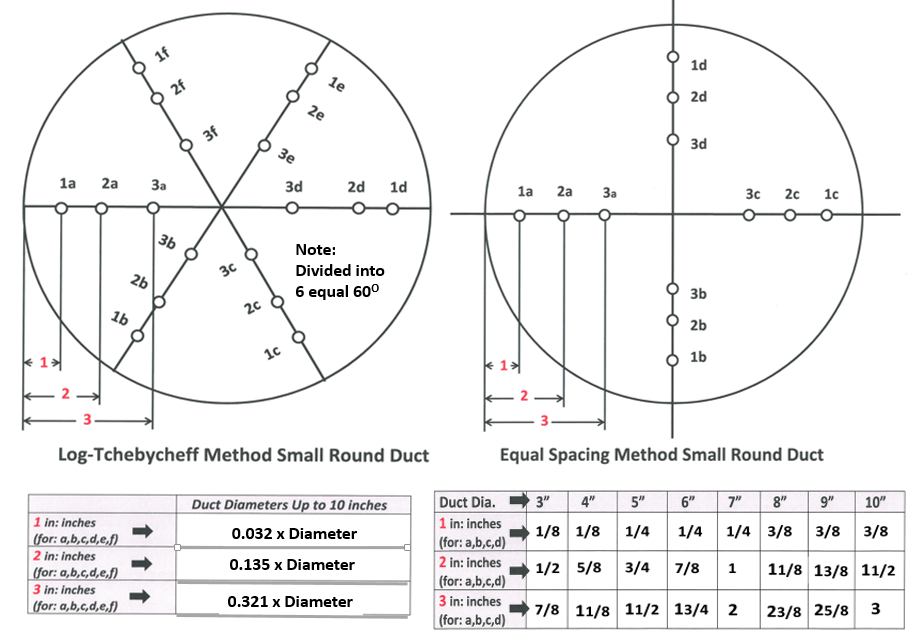 1f
2f
3f
1e
2e
3e
1a 2a 3a 3d 2d 1d
3b
2b
1b
3c
2c
1c
Note:
Divided into
6 equal 60⁰
1
2
3
Log-Tchebycheff Method Small Round Duct
1d
2d
3d
1a 2a 3a 3c 2c 1c
3b
2b
1b
1
2
3
Equal Spacing Method Small Round Duct
Duct Diameters Up to 10 inches
1 in: inches
(for: a,b,c,d,e,f)
0.032 x Diameter
2 in: inches
(for: a,b,c,d,e,f)
0.135 x Diameter
3 in: inches
(for: a,b,c,d,e,f)
0.321 x Diameter
Duct Dia. 3” 4” 5” 6” 7” 8” 9” 10”
1 in: inches
(for: a,b,c,d)
1/8 1/8 1/4 1/4 1/4 3/8 3/8 3/8
2 in: inches
(for: a,b,c,d)
1/2 5/8 3/4 7/8 1 11/8 13/8 11/2
3 in: inches
(for: a,b,c,d)
7/8 11/8 11/2 13/4 2 23/8 25/8 3